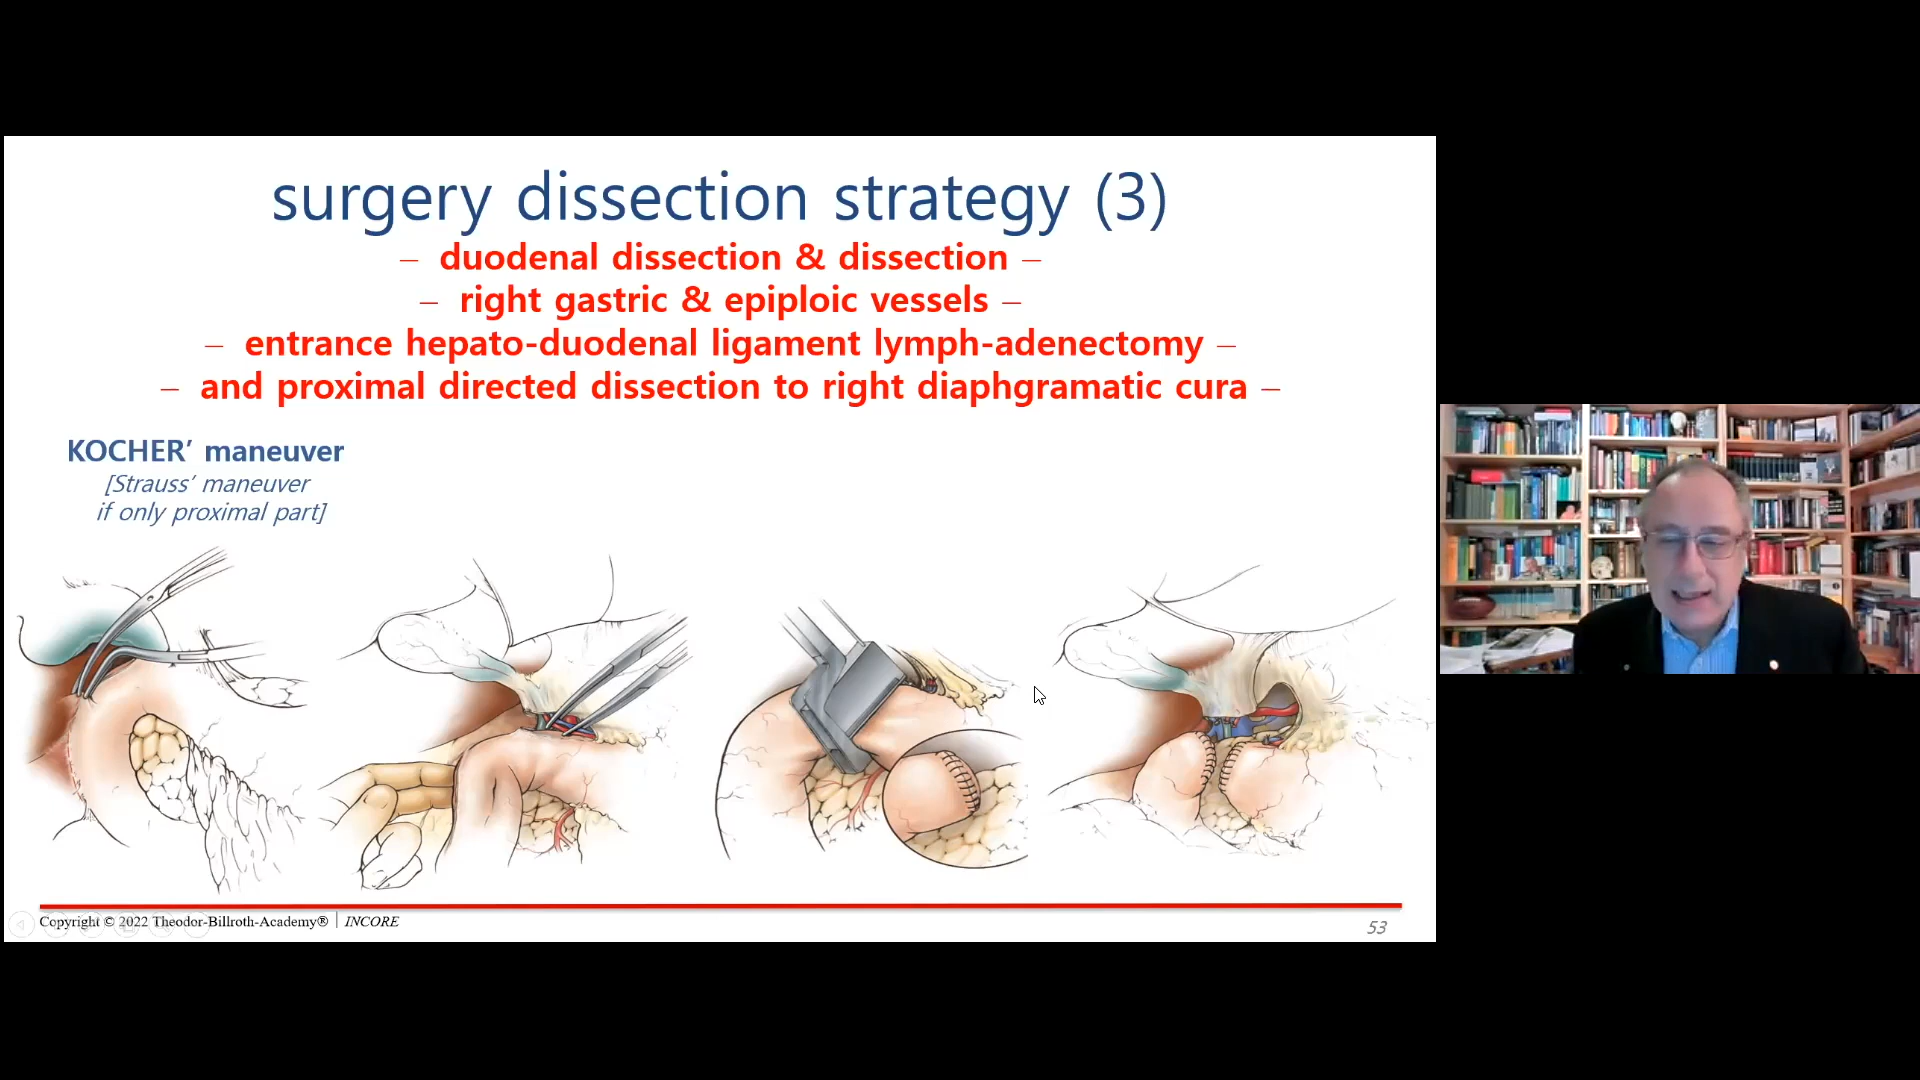 surgery dissection strategy (3)
– duodenal dissection & dissection –
– right gastric & epiploic vessels –
– entrance hepato-duodenal ligament lymph-adenectomy –
– and proximal directed dissection to right diaphgramatic cura –
KOCHER’ maneuver
[Strauss’ maneuver
if only proximal part]
Copyright © 2022 Theodor-Billroth-Academy® | INCORE
53